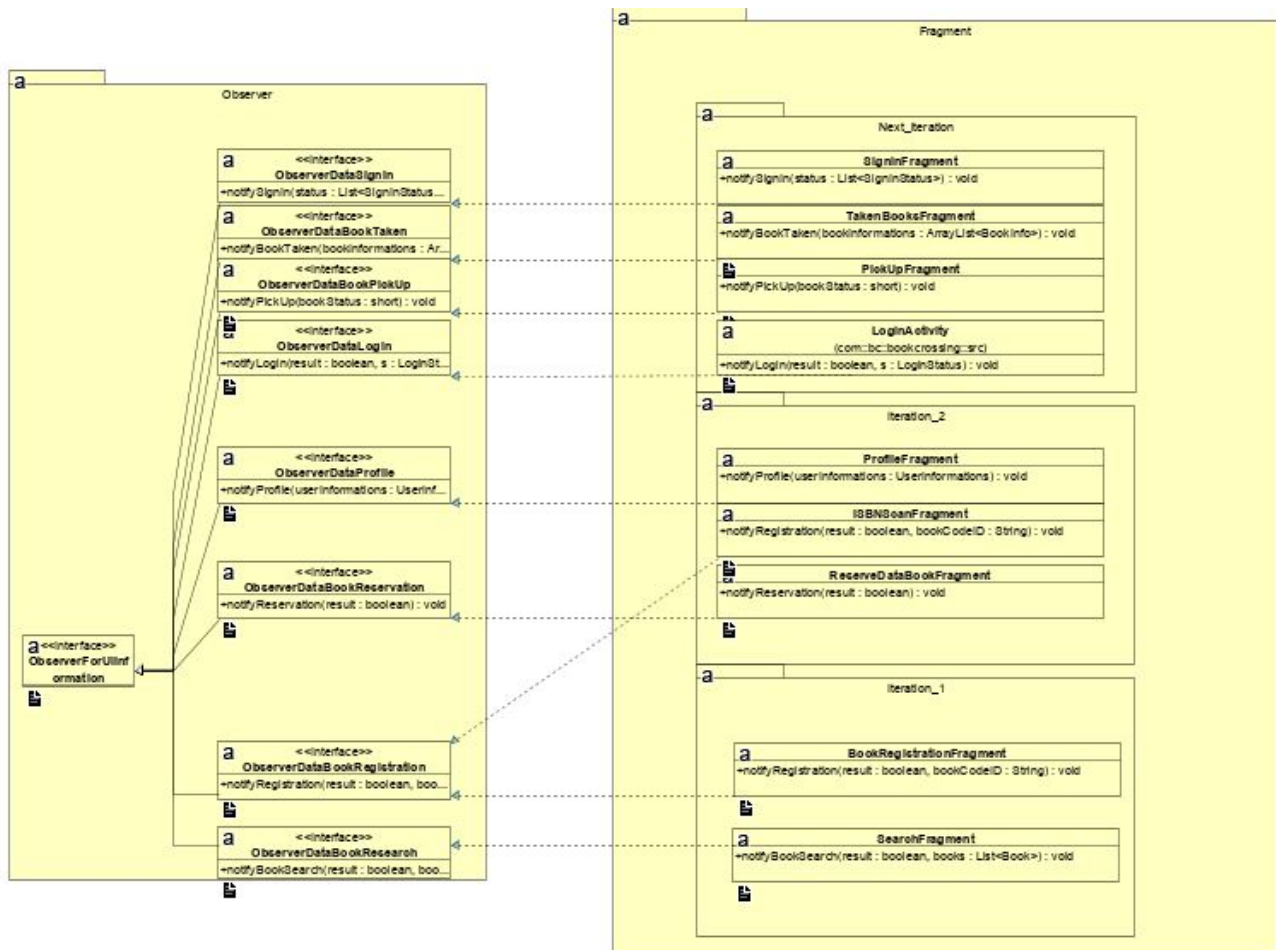 a
Fragment
a
Observer
a
Next_Iteration
a
<<Interface>>
ObserverDataSignIn
+notifySignIn(status : List<SignInStatus...
a
SignInFragment
+notifySignIn(status : List<SignInStatus>) : void
a
<<Interface>>
ObserverDataBookTaken
+notifyBookTaken(bookInformations : Ar...
a
TakenBooksFragment
+notifyBookTaken(bookInformations : ArrayList<BookInfo>) : void
a
<<Interface>>
ObserverDataBookPickUp
+notifyPickUp(bookStatus : short) : void
PickUpFragment
+notifyPickUp(bookStatus : short) : void
<<Interface>>
ObserverDataLogin
+notifyLogin(result : boolean, s : LoginSt...
a
LoginActivity
(com::bc::bookcrossing::src)
+notifyLogin(result : boolean, s : LoginStatus) : void
a
Iteration_2
a
<<Interface>>
ObserverDataProfile
+notifyProfile(userInformations : UserInf...
a
ProfileFragment
+notifyProfile(userInformations : UserInformations) : void
a
ISBNScanFragment
+notifyRegistration(result : boolean, bookCodeID : String) : void
a
<<Interface>>
ObserverDataBookReservation
+notifyReservation(result : boolean) : void
ReserveDataBookFragment
+notifyReservation(result : boolean) : void
a
<<Interface>>
ObserverForUIInf
ormation
a
Iteration_1
a
<<Interface>>
ObserverDataBookRegistration
+notifyRegistration(result : boolean, boo...
a
BookRegistrationFragment
+notifyRegistration(result : boolean, bookCodeID : String) : void
a
<<Interface>>
ObserverDataBookResearch
+notifyBookSearch(result : boolean, boo...
a
SearchFragment
+notifyBookSearch(result : boolean, books : List<Book>) : void